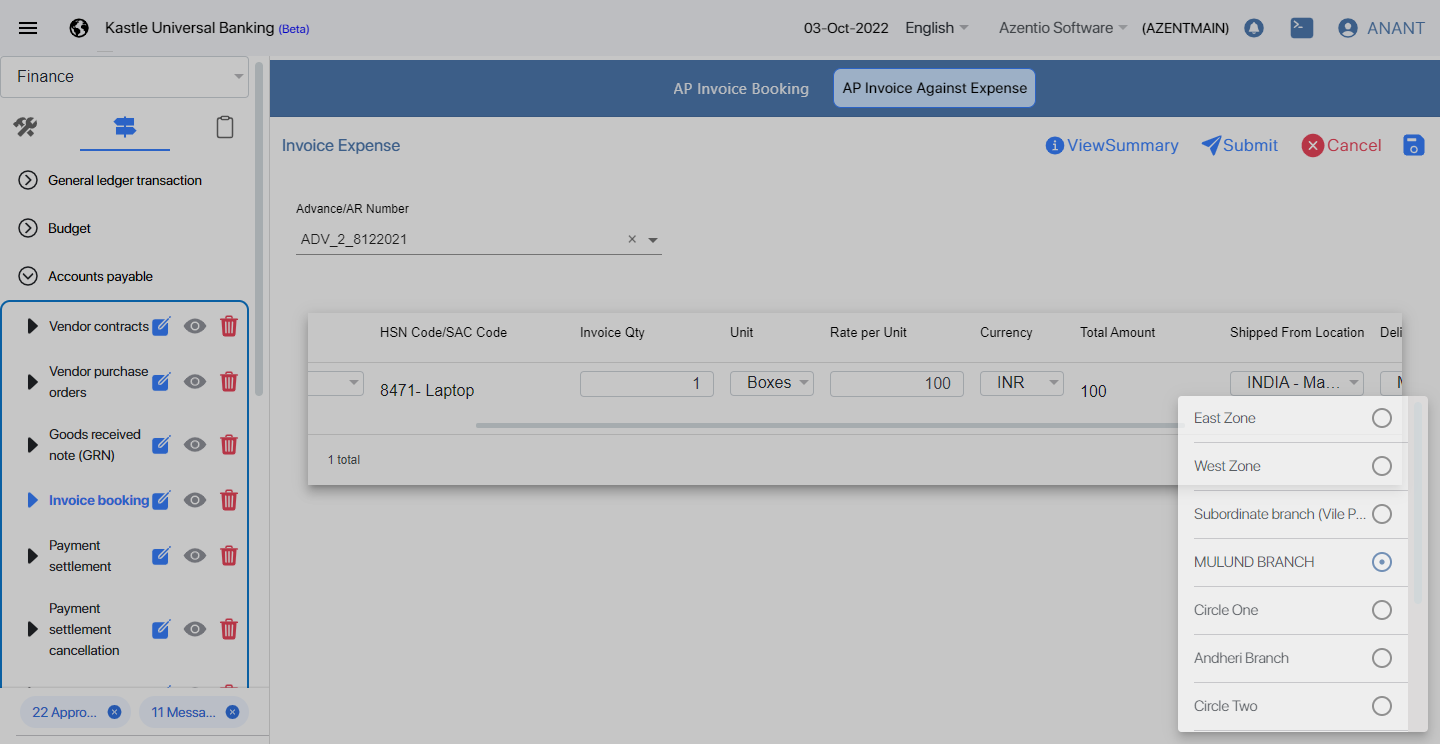 Kastle Universal Banking (Beta)
03-Oct-2022
English
Azentio Software
(AZENTMAIN)
ANANT
Finance
AP Invoice Booking
AP Invoice Against Expense
Invoice Expense
ViewSummary
Submit
Cancel
General ledger transaction
Budget
Accounts payable
Vendor contracts
Vendor purchase
orders
Goods received
note (GRN)
Invoice booking
Payment
settlement
Payment
settlement
cancellation
22 Appro...
11 Messa...
Advance/AR Number
ADV_2_8122021
HSN Code/SAC Code
Invoice Qty
Unit
Rate per Unit
Currency
Total Amount
Shipped From Location
Deli
8471- Laptop
1
Boxes
100
INR
100
INDIA - Ma...
1 total
East Zone
West Zone
Subordinate branch (Vile P...
MULUND BRANCH
Circle One
Andheri Branch
Circle Two